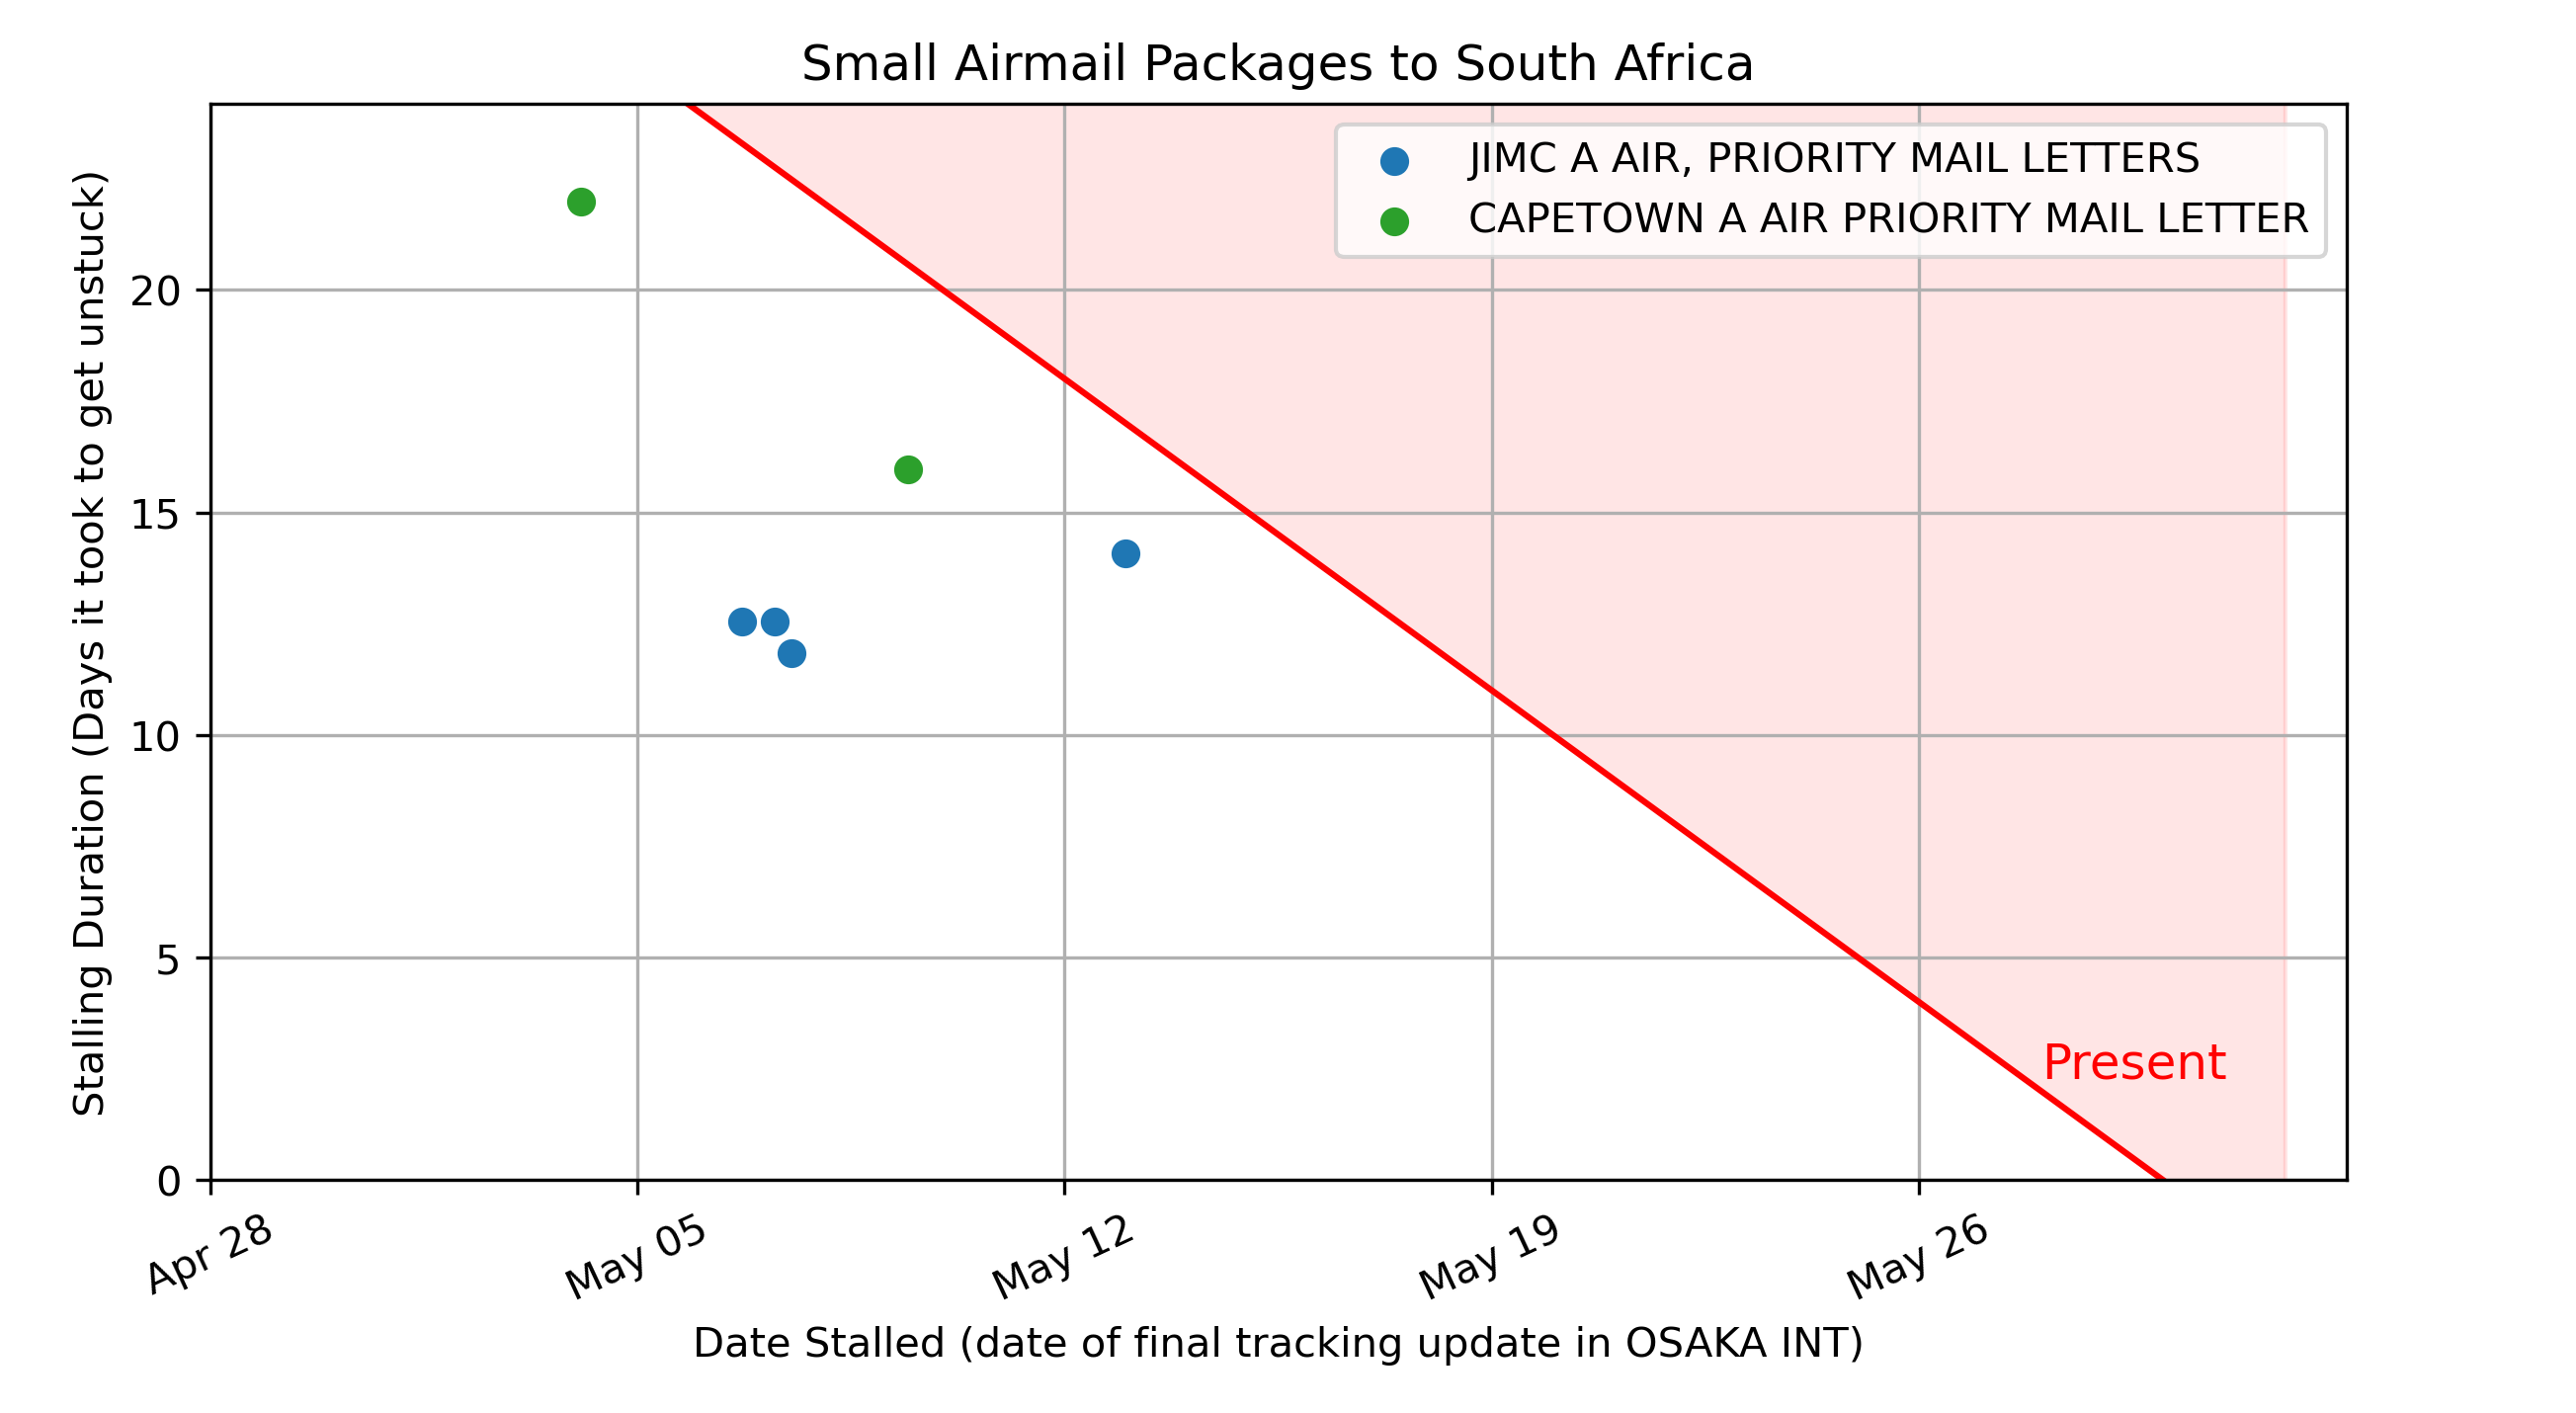 Small Airmail Packages to South Africa
JIMC A AIR, PRIORITY MAIL LETTERS
CAPETOWN A AIR PRIORITY MAIL LETTER
Stalling Duration (Days it took to get unstuck)
20
15
10
5
0
Present
Apr 28
May 05
May 12
May 19
May 26
Date Stalled (date of final tracking update in OSAKA INT)